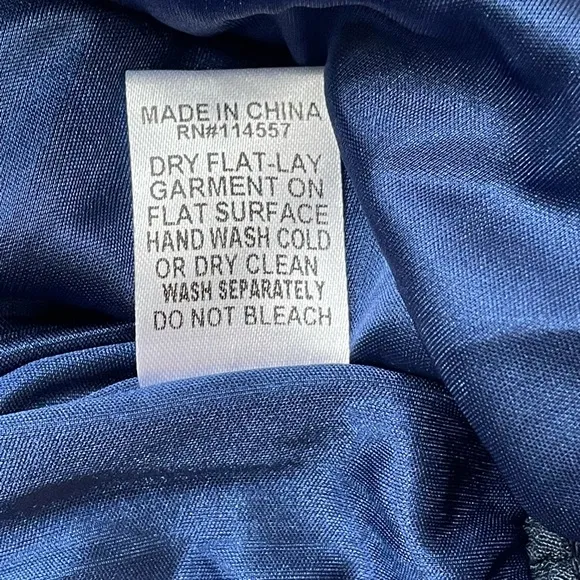 MADE IN CHINA
RN#114557
DRY FLAT-LAY
GARMENT ON
FLAT SURFACE
HAND WASH COLD
OR DRY CLEAN
WASH SEPARATELY
DO NOT BLEACH